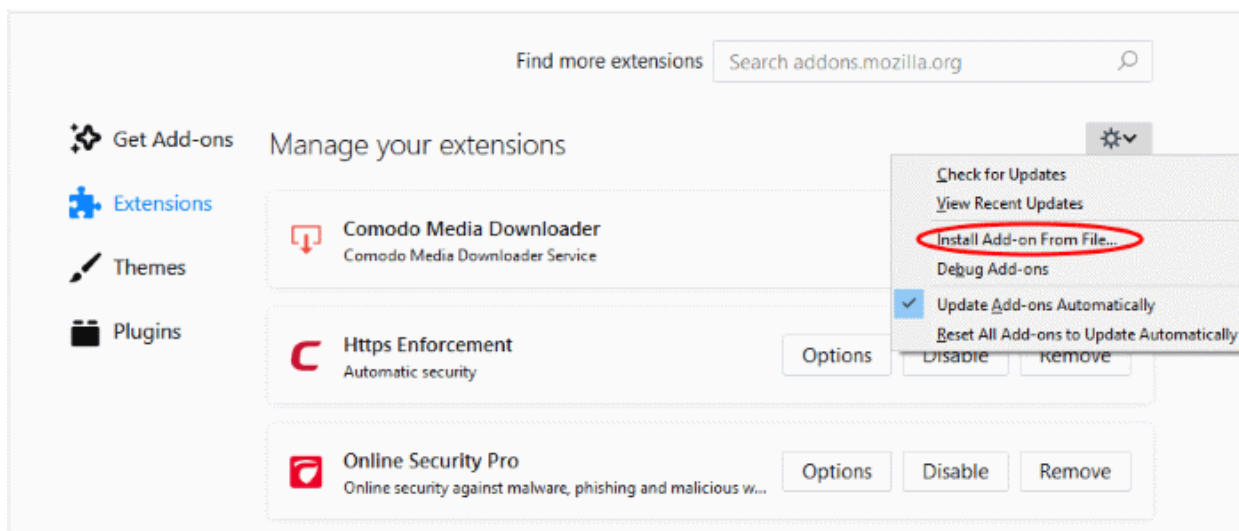 Find more extensions Search addons.mozilla.org
Get Add-ons
Extensions
Themes
Plugins
Manage your extensions
Check for Updates
View Recent Updates
Install Add-on From File...
Debug Add-ons
Update Add-ons Automatically
Reset All Add-ons to Update Automatically
Comodo Media Downloader
Comodo Media Downloader Service
Https Enforcement
Automatic security
Options Disable Remove
Online Security Pro
Online security against malware, phishing and malicious w...
Options Disable Remove